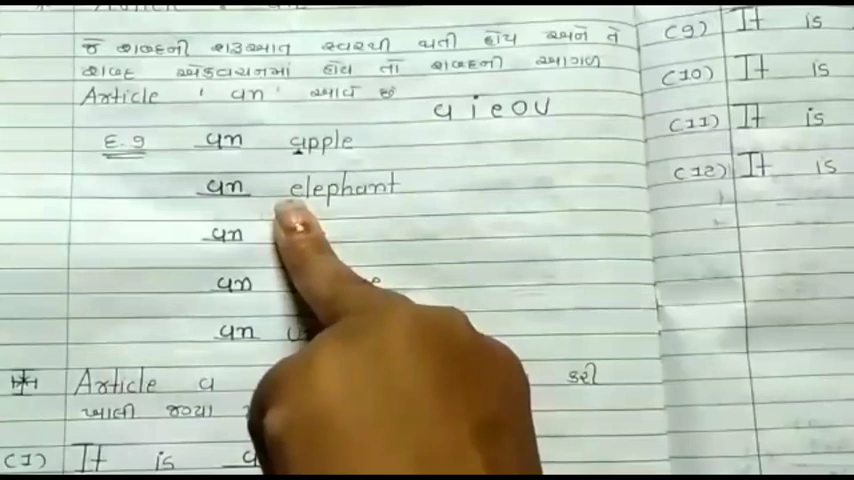 જે શબ્દની શરૂઆત સ્વરથી થતી હોય અને તે
શબ્દ એકવચનમાં હોય તો શબ્દની આગળ
Article ' an ' આવે છે
a i e o u
E.g an apple
an elephant
an
an
an u
Article a કરી
ખાલી જગ્યા
(1) It is a
(9) It is
(10) It is
(11) It is
(12) It is